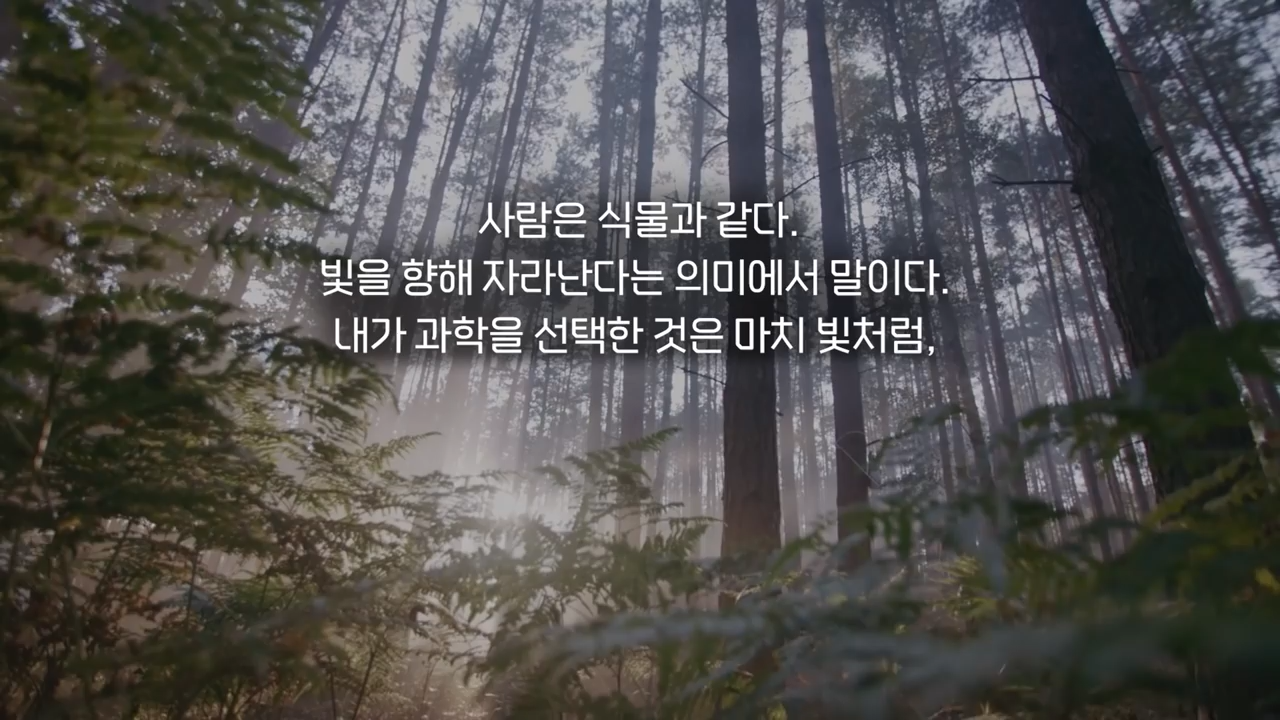 사람은 식물과 같다.
빛을 향해 자라난다는 의미에서 말이다.
내가 과학을 선택한 것은 마치 빛처럼,